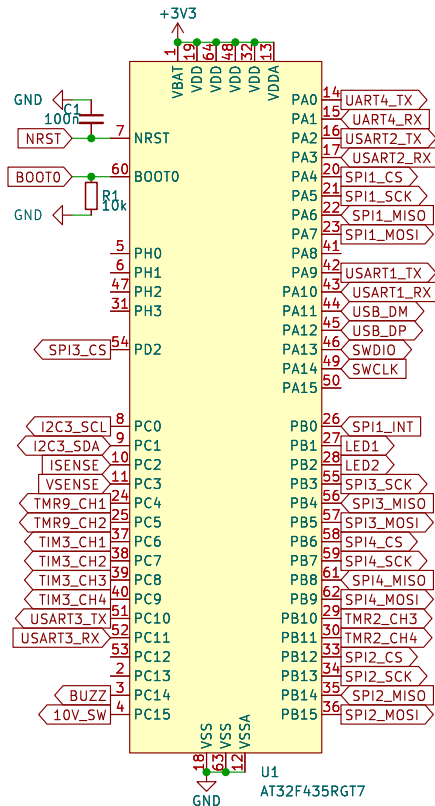 +3V3
1 19 64 48 32 13
VBAT VDD VDD VDD VDD VDDA
GND C1 100n
NRST 7 NRST
BOOT0 60 BOOT0
R1 10k
GND
5 PH0
6 PH1
47 PH2
31 PH3
SPI3_CS 54 PD2
I2C3_SCL 8 PC0
I2C3_SDA 9 PC1
ISENSE 10 PC2
VSENSE 11 PC3
TMR9_CH1 24 PC4
TMR9_CH2 25 PC5
TIM3_CH1 37 PC6
TIM3_CH2 38 PC7
TIM3_CH3 39 PC8
TIM3_CH4 40 PC9
USART3_TX 51 PC10
USART3_RX 52 PC11
53 PC12
2 PC13
BUZZ 3 PC14
10V_SW 4 PC15
PA0 14 UART4_TX
PA1 15 UART4_RX
PA2 16 USART2_TX
PA3 17 USART2_RX
PA4 20 SPI1_CS
PA5 21 SPI1_SCK
PA6 22 SPI1_MISO
PA7 23 SPI1_MOSI
PA8 41
PA9 42 USART1_TX
PA10 43 USART1_RX
PA11 44 USB_DM
PA12 45 USB_DP
PA13 46 SWDIO
PA14 49 SWCLK
PA15 50
PB0 26 SPI1_INT
PB1 27 LED1
PB2 28 LED2
PB3 55 SPI3_SCK
PB4 56 SPI3_MISO
PB5 57 SPI3_MOSI
PB6 58 SPI4_CS
PB7 59 SPI4_SCK
PB8 61 SPI4_MISO
PB9 62 SPI4_MOSI
PB10 29 TMR2_CH3
PB11 30 TMR2_CH4
PB12 33 SPI2_CS
PB13 34 SPI2_SCK
PB14 35 SPI2_MISO
PB15 36 SPI2_MOSI
VSS VSS VSSA
18 63 12
GND
U1
AT32F435RGT7